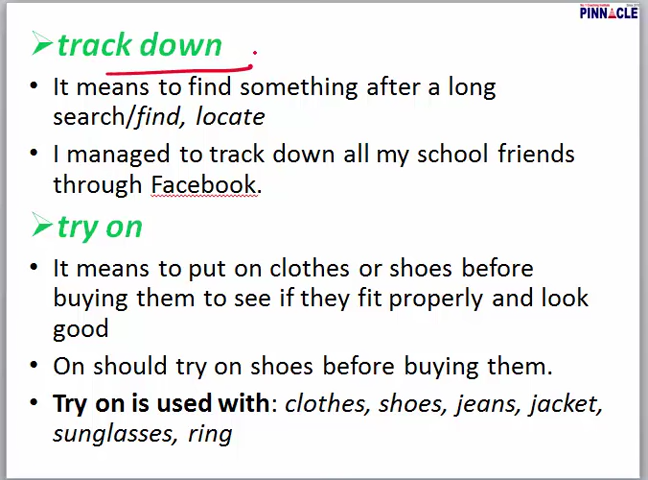 PINNACLE
➢track down
• It means to find something after a long
search/find, locate
• I managed to track down all my school friends
through Facebook.
➢try on
• It means to put on clothes or shoes before
buying them to see if they fit properly and look
good
• On should try on shoes before buying them.
• Try on is used with: clothes, shoes, jeans, jacket,
sunglasses, ring